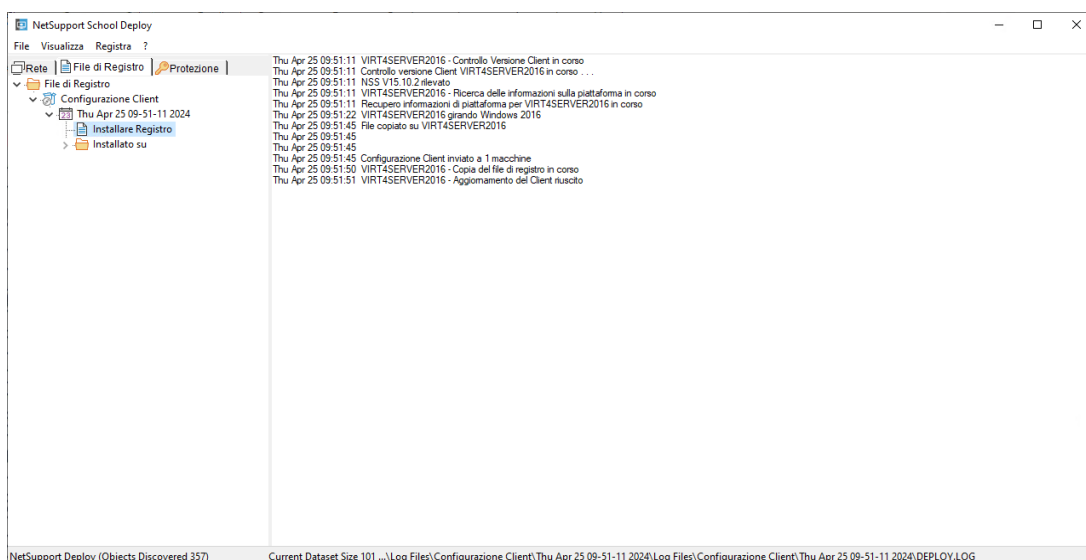 NetSupport School Deploy
File Visualizza Registra ?
Rete File di Registro Protezione
File di Registro
Configurazione Client
23 Thu Apr 25 09-51-11 2024
Installare Registro
Installato su
Thu Apr 25 09:51:11 VIRT4SERVER2016 - Controllo Versione Client in corso
Thu Apr 25 09:51:11 Controllo versione Client VIRT4SERVER2016 in corso . . .
Thu Apr 25 09:51:11 NSS V15.10.2 rilevato
Thu Apr 25 09:51:11 VIRT4SERVER2016 - Ricerca delle informazioni sulla piattaforma in corso
Thu Apr 25 09:51:11 Recupero informazioni di piattaforma per VIRT4SERVER2016 in corso
Thu Apr 25 09:51:22 VIRT4SERVER2016 girando Windows 2016
Thu Apr 25 09:51:45 File copiato su VIRT4SERVER2016
Thu Apr 25 09:51:45
Thu Apr 25 09:51:45
Thu Apr 25 09:51:45 Configurazione Client inviato a 1 macchine
Thu Apr 25 09:51:50 VIRT4SERVER2016 - Copia del file di registro in corso
Thu Apr 25 09:51:51 VIRT4SERVER2016 - Aggiornamento del Client riuscito
NetSupport Deploy (Objects Discovered 357) Current Dataset Size 101 ...\Log Files\Configurazione Client\Thu Apr 25 09-51-11 2024\Log Files\Configurazione Client\Thu Apr 25 09-51-11 2024\DEPLOY.LOG